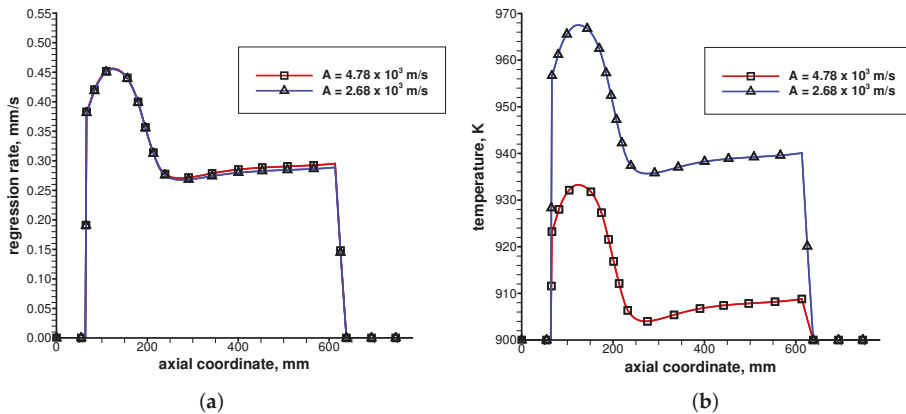 0.55
0.50
0.45
0.40
0.35
0.30
0.25
0.20
0.15
0.10
0.05
0.00
regression rate, mm/s
A = 4.78 x 10³ m/s
A = 2.68 x 10³ m/s
0 200 400 600
axial coordinate, mm
(a)
970
960
950
940
930
920
910
900
temperature, K
A = 4.78 x 10³ m/s
A = 2.68 x 10³ m/s
0 200 400 600
axial coordinate, mm
(b)